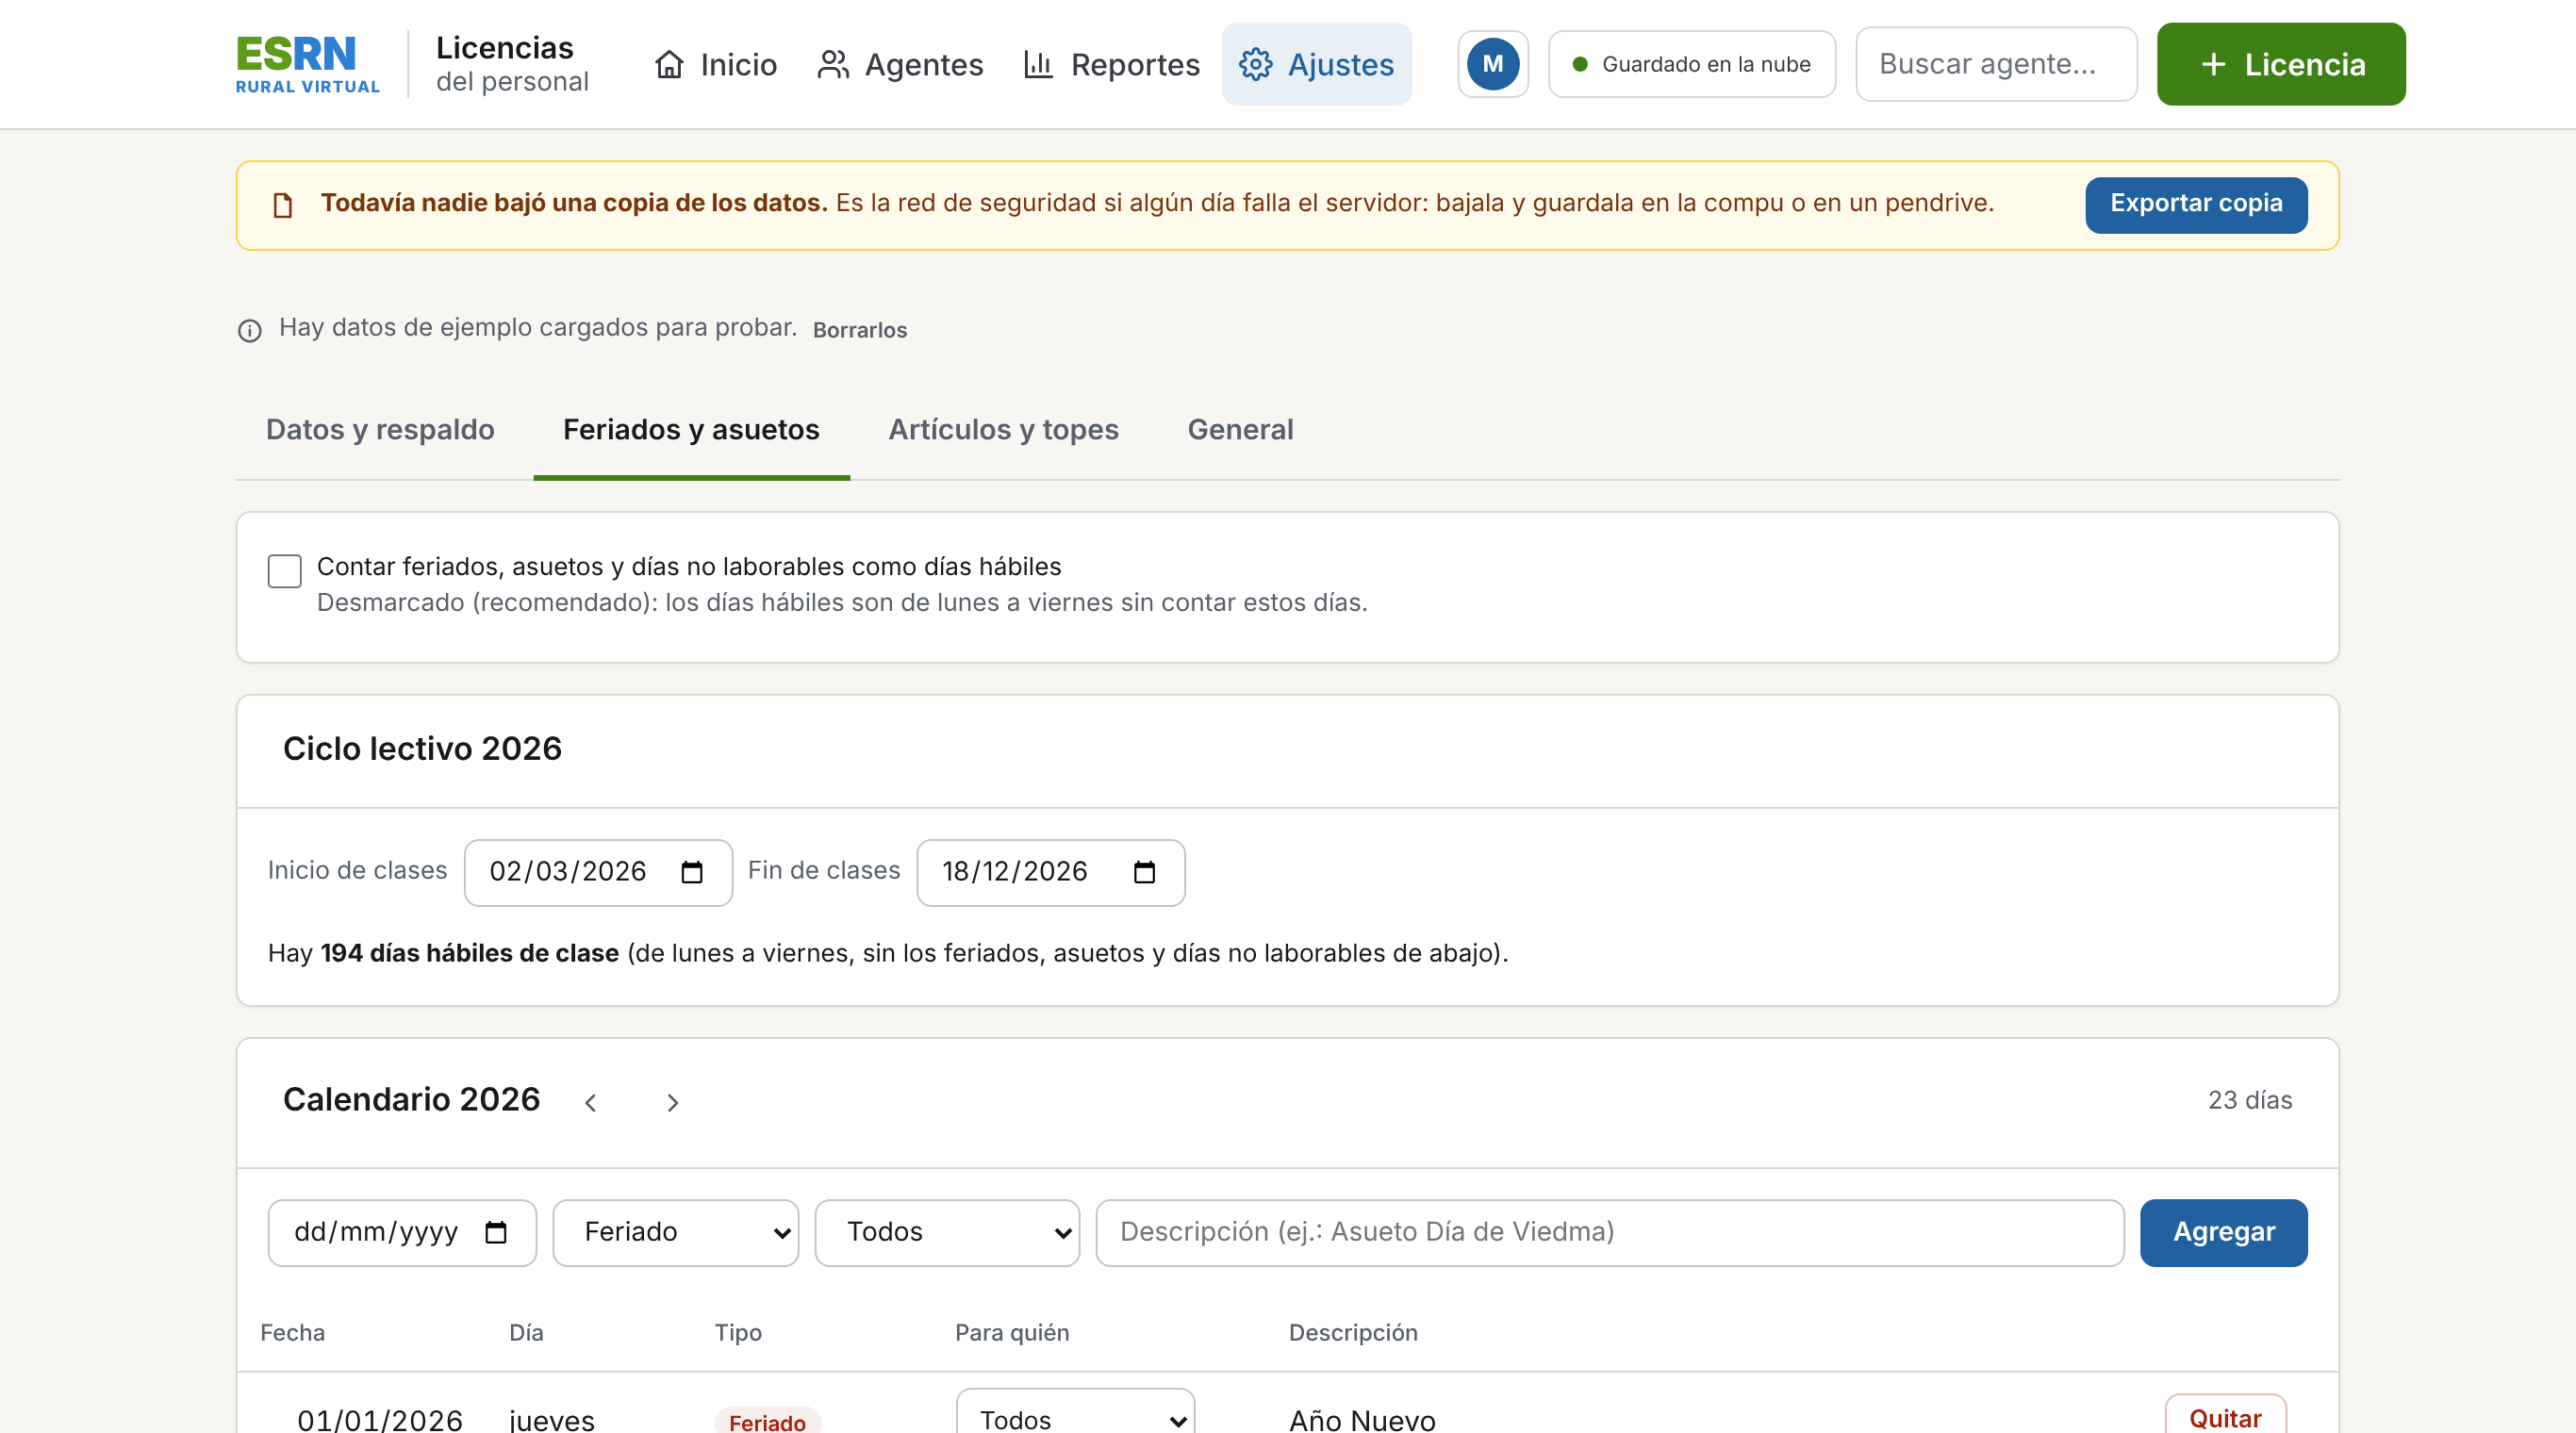 ESRN
RURAL VIRTUAL
Licencias
del personal
Inicio
Agentes
Reportes
Ajustes
M
Guardado en la nube
Buscar agente...
+ Licencia
Todavía nadie bajó una copia de los datos. Es la red de seguridad si algún día falla el servidor: bajala y guardala en la compu o en un pendrive.
Exportar copia
Hay datos de ejemplo cargados para probar. Borrarlos
Datos y respaldo
Feriados y asuetos
Artículos y topes
General
Contar feriados, asuetos y días no laborables como días hábiles
Desmarcado (recomendado): los días hábiles son de lunes a viernes sin contar estos días.
Ciclo lectivo 2026
Inicio de clases 02/03/2026 Fin de clases 18/12/2026
Hay 194 días hábiles de clase (de lunes a viernes, sin los feriados, asuetos y días no laborables de abajo).
Calendario 2026
23 días
dd/mm/yyyy Feriado Todos Descripción (ej.: Asueto Día de Viedma) Agregar
Fecha Día Tipo Para quién Descripción
01/01/2026 jueves Feriado Todos Año Nuevo Quitar